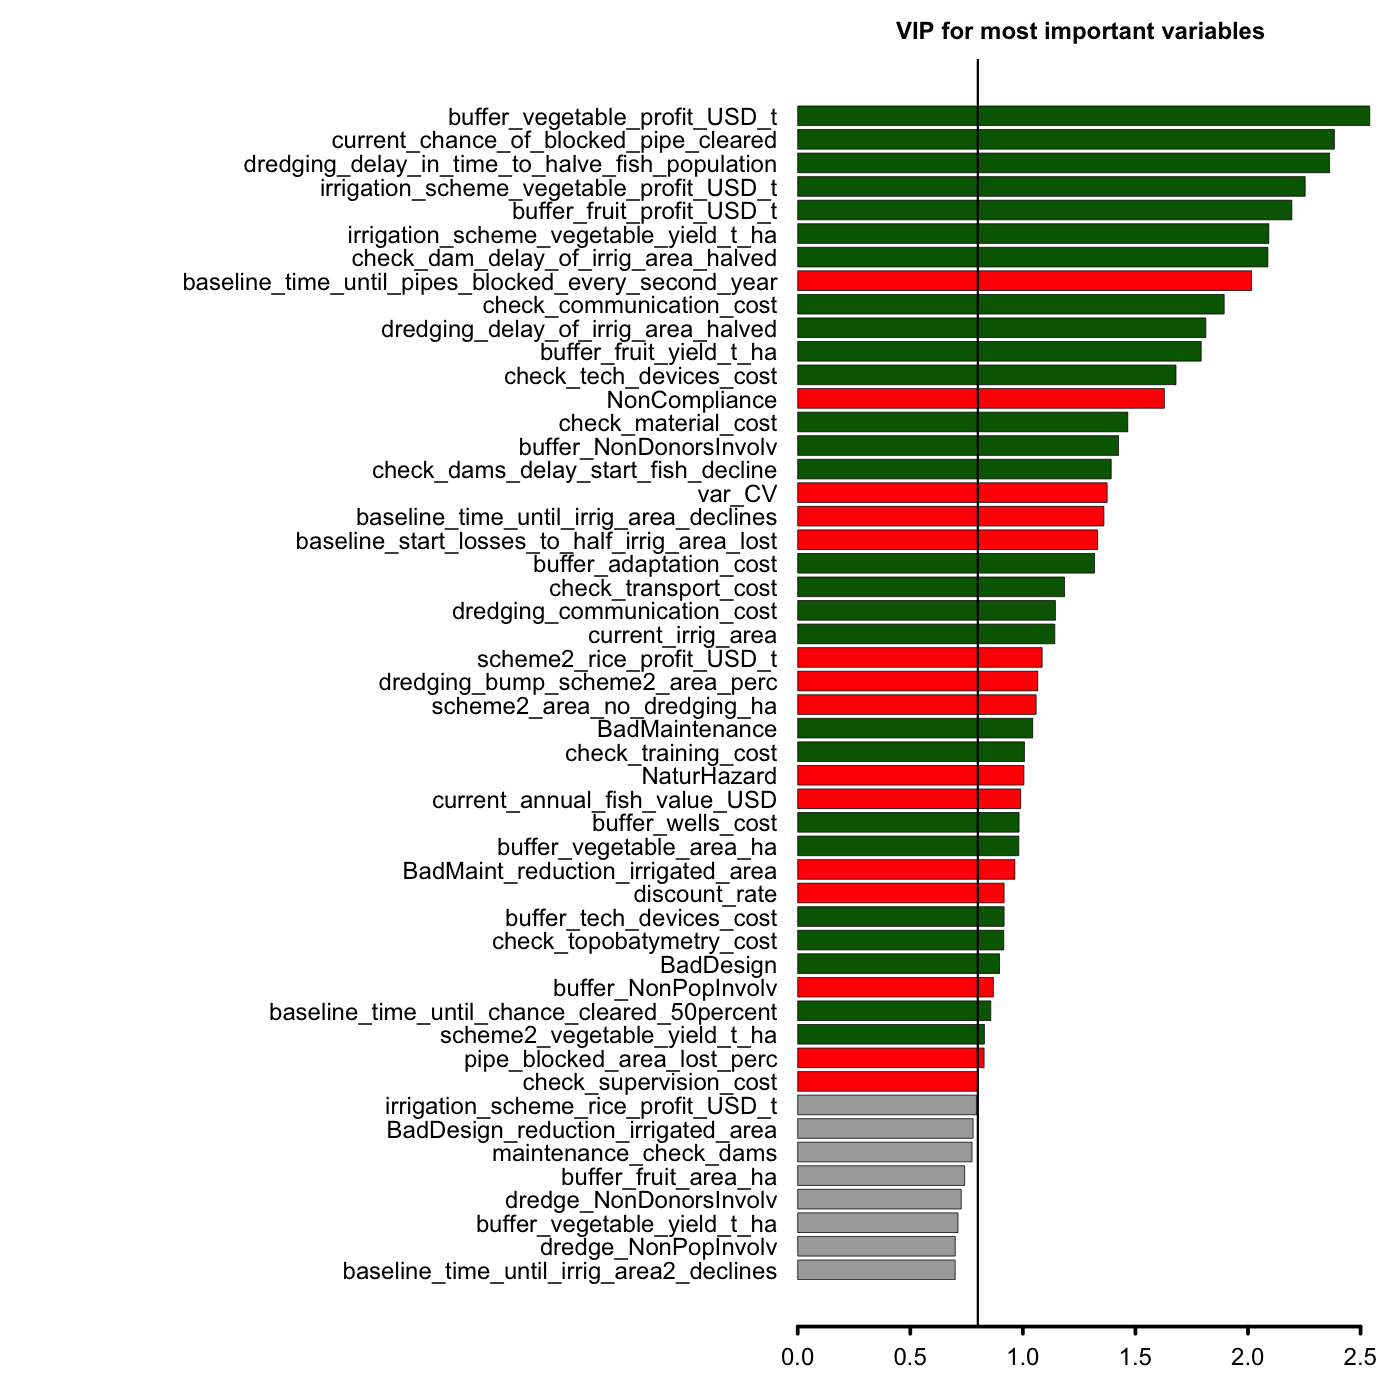 VIP for most important variables
buffer_vegetable_profit_USD_t
current_chance_of_blocked_pipe_cleared
dredging_delay_in_time_to_halve_fish_population
irrigation_scheme_vegetable_profit_USD_t
buffer_fruit_profit_USD_t
irrigation_scheme_vegetable_yield_t_ha
check_dam_delay_of_irrig_area_halved
baseline_time_until_pipes_blocked_every_second_year
check_communication_cost
dredging_delay_of_irrig_area_halved
buffer_fruit_yield_t_ha
check_tech_devices_cost
NonCompliance
check_material_cost
buffer_NonDonorsInvolv
check_dams_delay_start_fish_decline
var_CV
baseline_time_until_irrig_area_declines
baseline_start_losses_to_half_irrig_area_lost
buffer_adaptation_cost
check_transport_cost
dredging_communication_cost
current_irrig_area
scheme2_rice_profit_USD_t
dredging_bump_scheme2_area_perc
scheme2_area_no_dredging_ha
BadMaintenance
check_training_cost
NaturHazard
current_annual_fish_value_USD
buffer_wells_cost
buffer_vegetable_area_ha
BadMaint_reduction_irrigated_area
discount_rate
buffer_tech_devices_cost
check_topobatymetry_cost
BadDesign
buffer_NonPopInvolv
baseline_time_until_chance_cleared_50percent
scheme2_vegetable_yield_t_ha
pipe_blocked_area_lost_perc
check_supervision_cost
irrigation_scheme_rice_profit_USD_t
BadDesign_reduction_irrigated_area
maintenance_check_dams
buffer_fruit_area_ha
dredge_NonDonorsInvolv
buffer_vegetable_yield_t_ha
dredge_NonPopInvolv
baseline_time_until_irrig_area2_declines
0.0 0.5 1.0 1.5 2.0 2.5